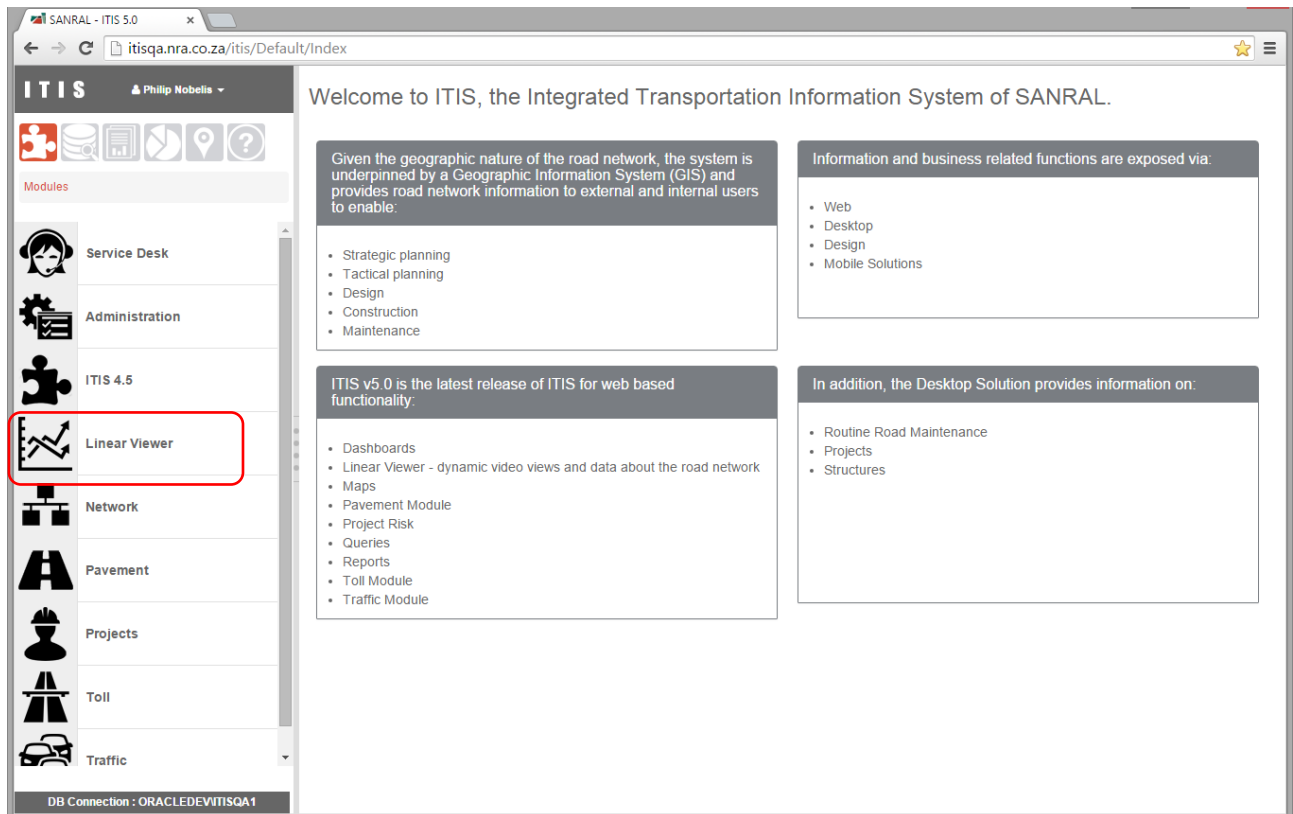 SANRAL - ITIS 5.0
itisqa.nra.co.za/itis/Default/Index
ITIS
Philip Nobelis
Modules
Service Desk
Administration
ITIS 4.5
Linear Viewer
Network
Pavement
Projects
Toll
Traffic
DB Connection : ORACLEDEV\ITISQA1
Welcome to ITIS, the Integrated Transportation Information System of SANRAL.
Given the geographic nature of the road network, the system is
underpinned by a Geographic Information System (GIS) and
provides road network information to external and internal users
to enable:
• Strategic planning
• Tactical planning
• Design
• Construction
• Maintenance
Information and business related functions are exposed via:
• Web
• Desktop
• Design
• Mobile Solutions
ITIS v5.0 is the latest release of ITIS for web based
functionality:
• Dashboards
• Linear Viewer - dynamic video views and data about the road network
• Maps
• Pavement Module
• Project Risk
• Queries
• Reports
• Toll Module
• Traffic Module
In addition, the Desktop Solution provides information on:
• Routine Road Maintenance
• Projects
• Structures